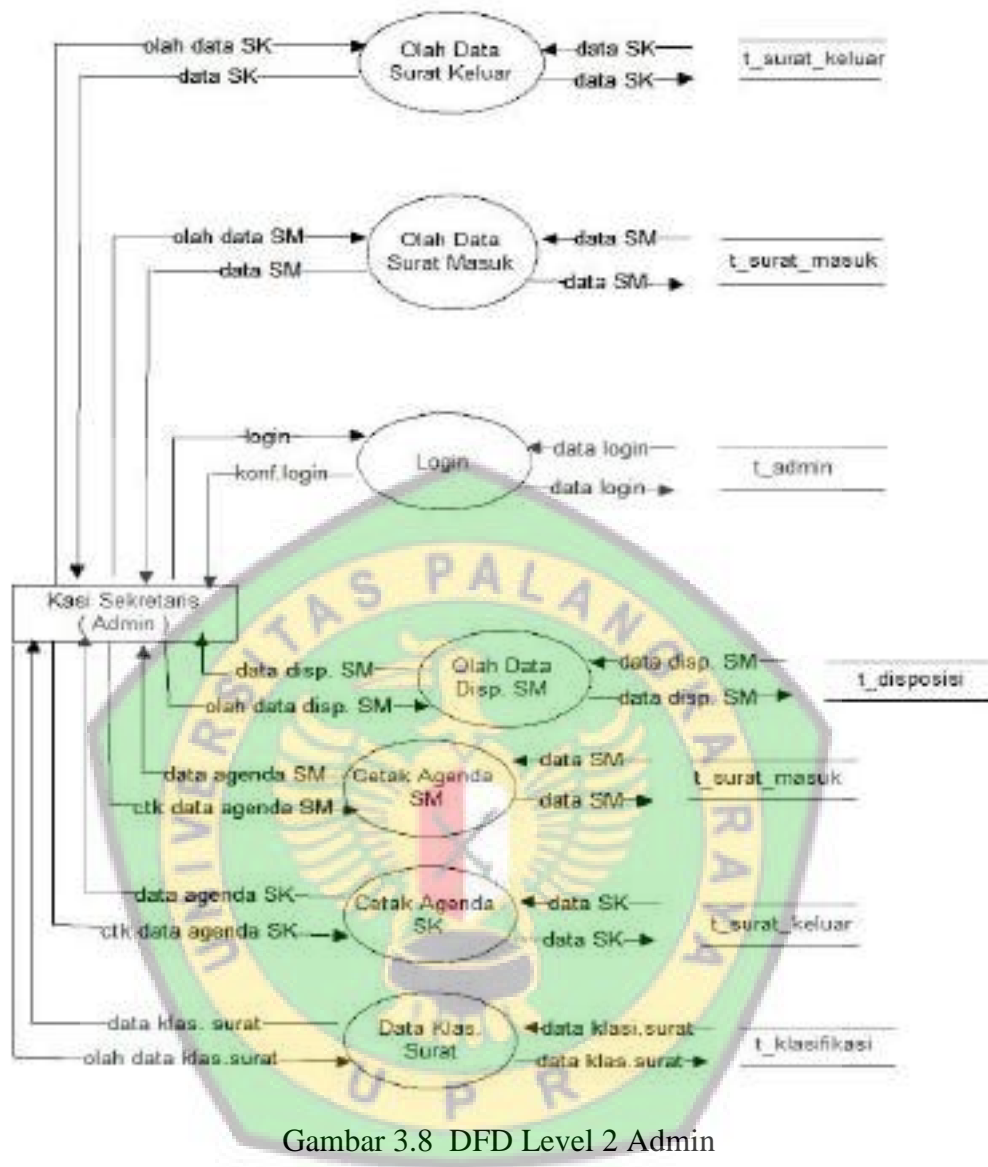 olah data SK
data SK
Olah Data
Surat Keluar
data SK
data SK
t_surat_keluar
olah data SM
data SM
Olah Data
Surat Masuk
data SM
data SM
t_surat_masuk
login
konf.login
Login
data login
data login
t_admin
Kasi Sekretaris
( Admin )
data disp. SM
olah data disp. SM
Olah Data
Disp. SM
data disp. SM
data disp. SM
t_disposisi
data agenda SM
ctk data agenda SM
Cetak Agenda
SM
data SM
data SM
t_surat_masuk
data agenda SK
ctk data agenda SK
Cetak Agenda
SK
data SK
data SK
t_surat_keluar
data klas. surat
olah data klas.surat
Data Klas.
Surat
data klasi.surat
data klas.surat
t_klasifikasi
UNIVERSITAS PALANGKARAYA
UPR
Gambar 3.8 DFD Level 2 Admin